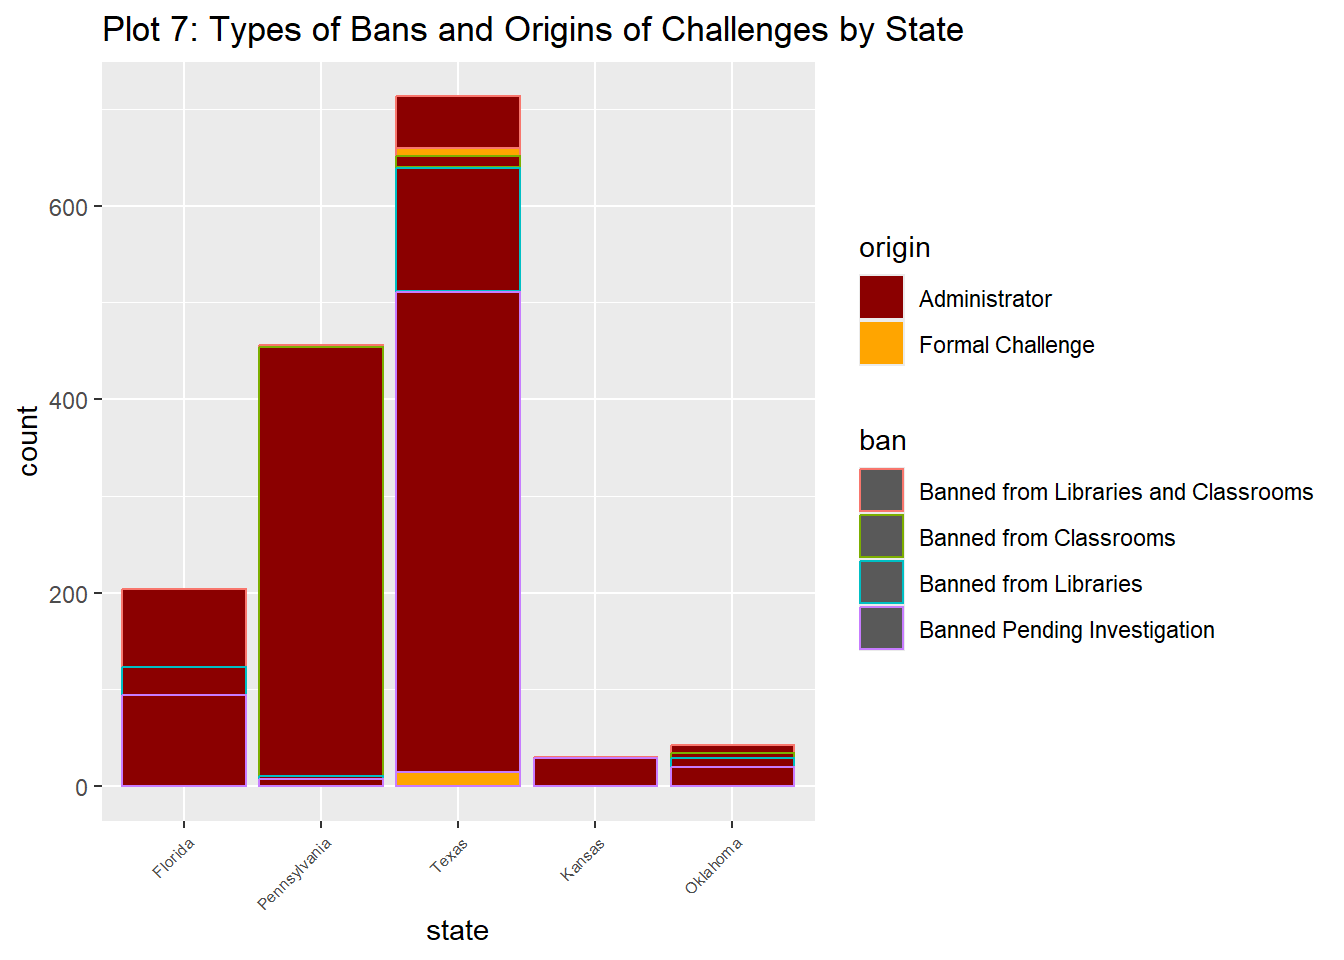 Plot 7: Types of Bans and Origins of Challenges by State
count
600
400
200
0
Florida
Pennsylvania
Texas
Kansas
Oklahoma
state
origin
Administrator
Formal Challenge
ban
Banned from Libraries and Classrooms
Banned from Classrooms
Banned from Libraries
Banned Pending Investigation